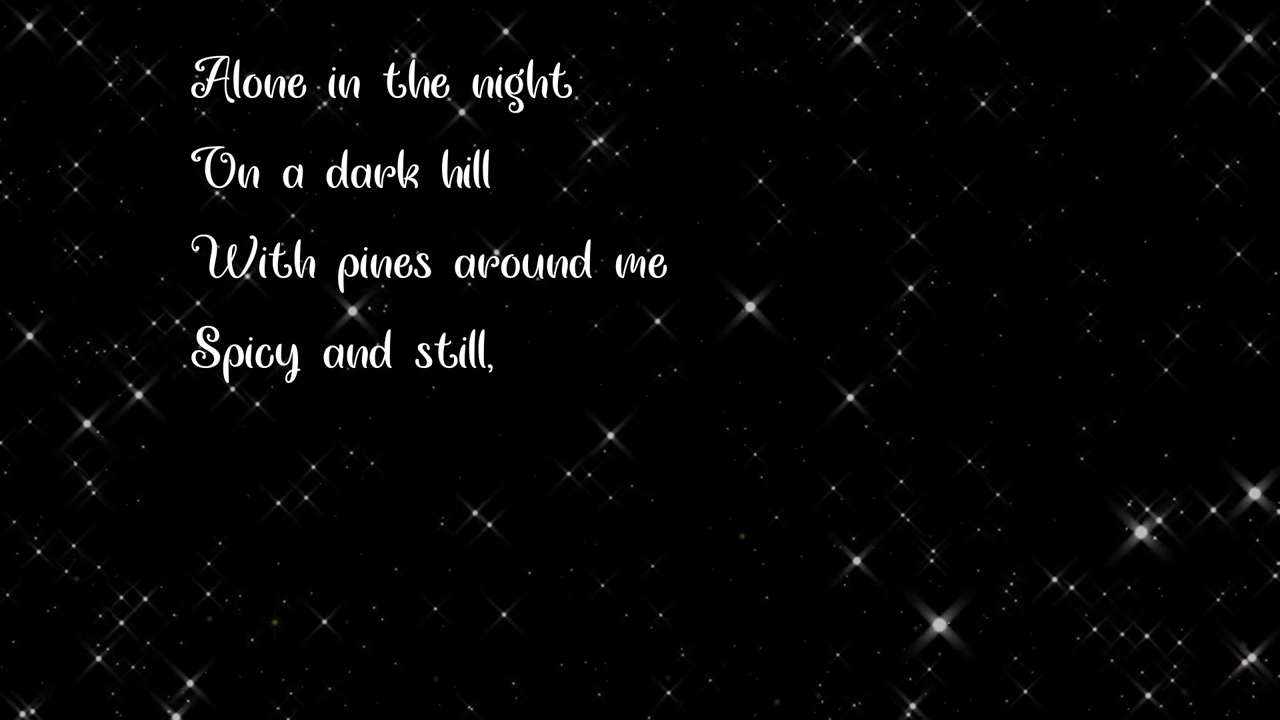 Alone in the night
On a dark hill
With pines around me
Spicy and still,